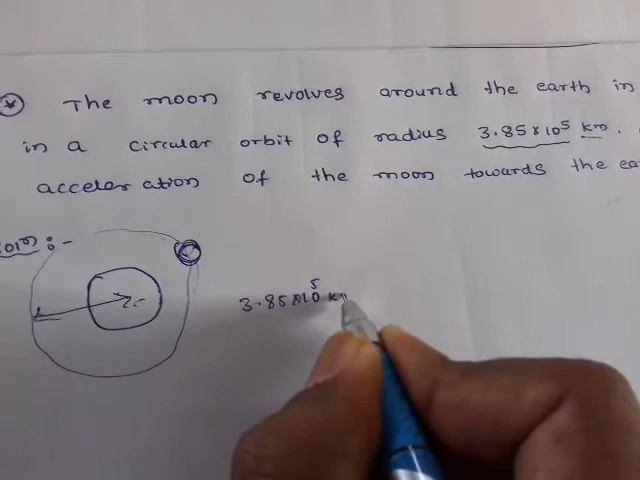 The moon revolves around the earth in
in a circular orbit of radius 3.85×10⁵ km.
acceleration of the moon towards the
Soln :-
r
3.85×10⁵ km